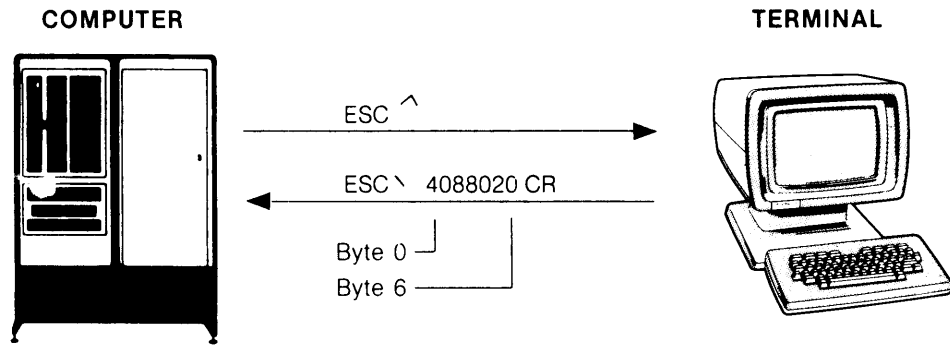 COMPUTER
TERMINAL
ESC ^
ESC \ 4088020 CR
Byte 0
Byte 6